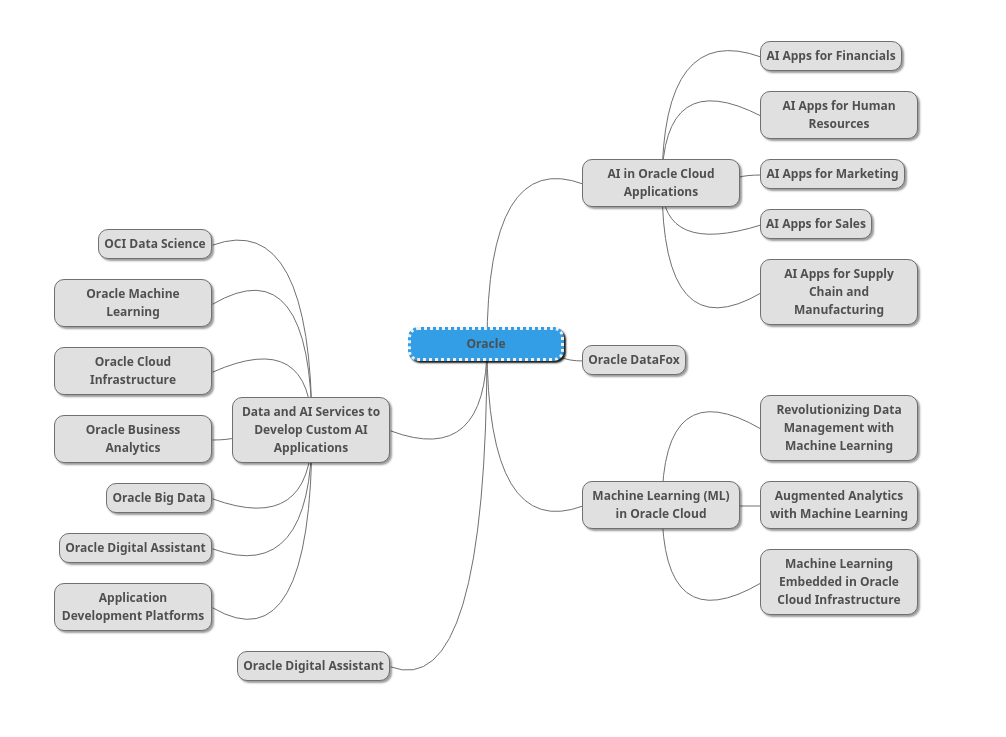 Oracle
AI in Oracle Cloud
Applications
AI Apps for Financials
AI Apps for Human
Resources
AI Apps for Marketing
AI Apps for Sales
AI Apps for Supply
Chain and
Manufacturing
Oracle DataFox
Machine Learning (ML)
in Oracle Cloud
Revolutionizing Data
Management with
Machine Learning
Augmented Analytics
with Machine Learning
Machine Learning
Embedded in Oracle
Cloud Infrastructure
Data and AI Services to
Develop Custom AI
Applications
OCI Data Science
Oracle Machine
Learning
Oracle Cloud
Infrastructure
Oracle Business
Analytics
Oracle Big Data
Oracle Digital Assistant
Application
Development Platforms
Oracle Digital Assistant